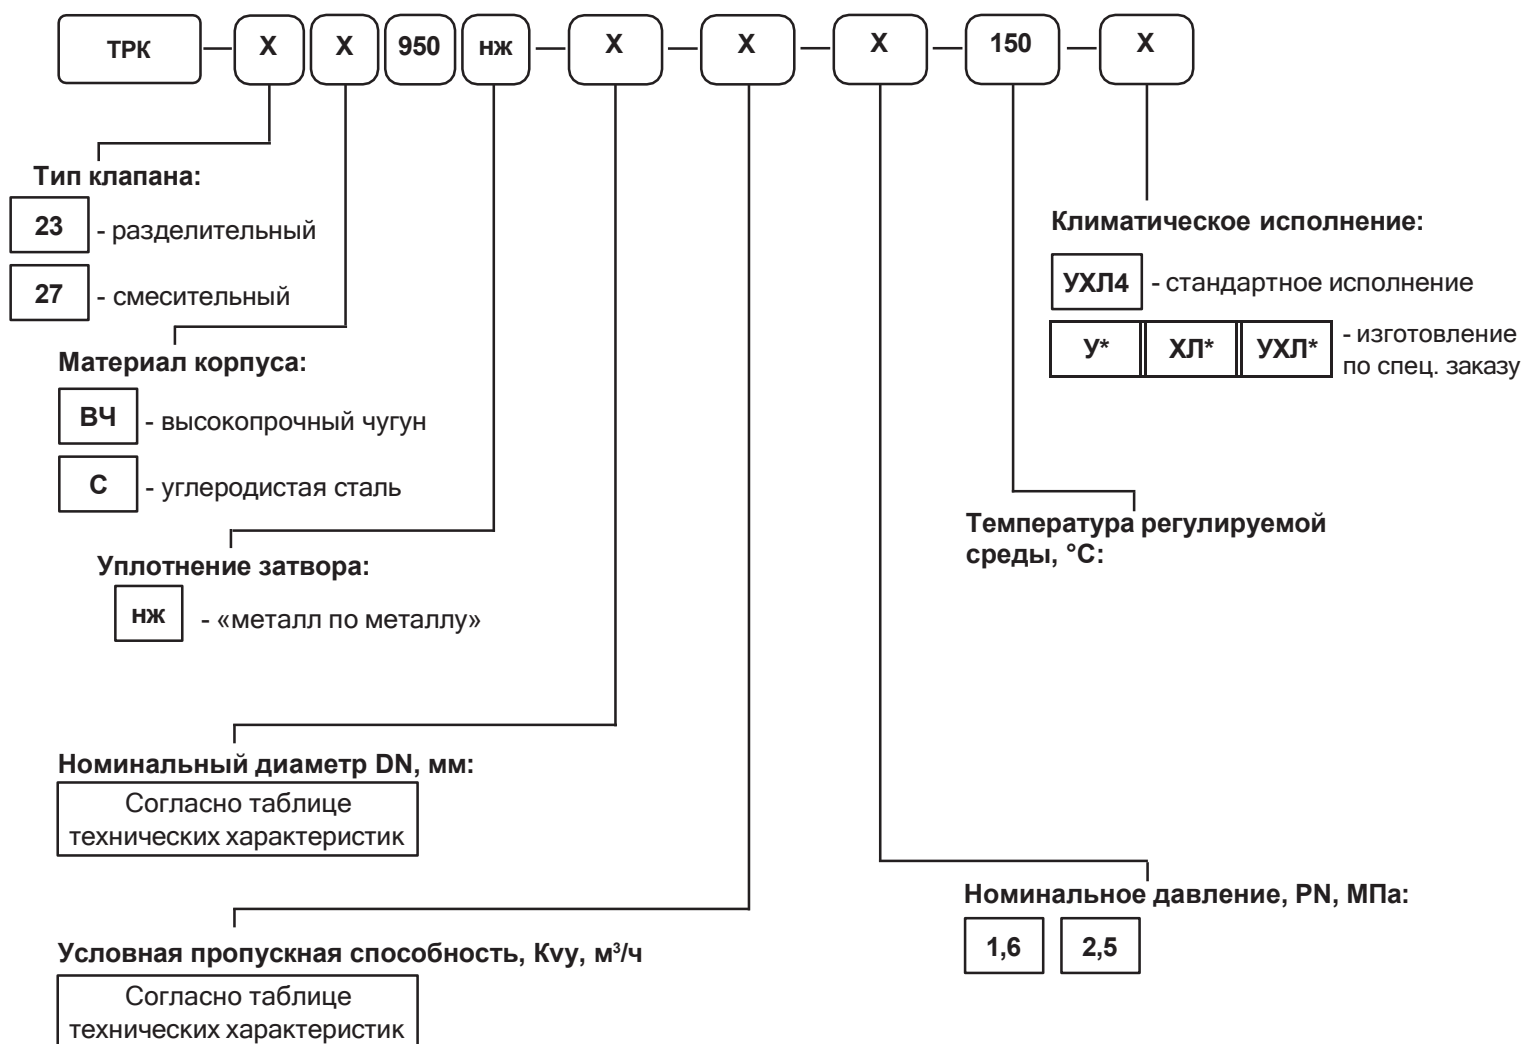 ТРК – X X 950 нж – X – X – X – 150 – X
Тип клапана:
23 - разделительный
27 - смесительный
Материал корпуса:
ВЧ - высокопрочный чугун
С - углеродистая сталь
Уплотнение затвора:
нж - «металл по металлу»
Номинальный диаметр DN, мм:
Согласно таблице
технических характеристик
Условная пропускная способность, Kvy, м³/ч
Согласно таблице
технических характеристик
Климатическое исполнение:
УХЛ4 - стандартное исполнение
У* ХЛ* УХЛ* - изготовление
по спец. заказу
Температура регулируемой
среды, °С:
Номинальное давление, PN, МПа:
1,6 2,5